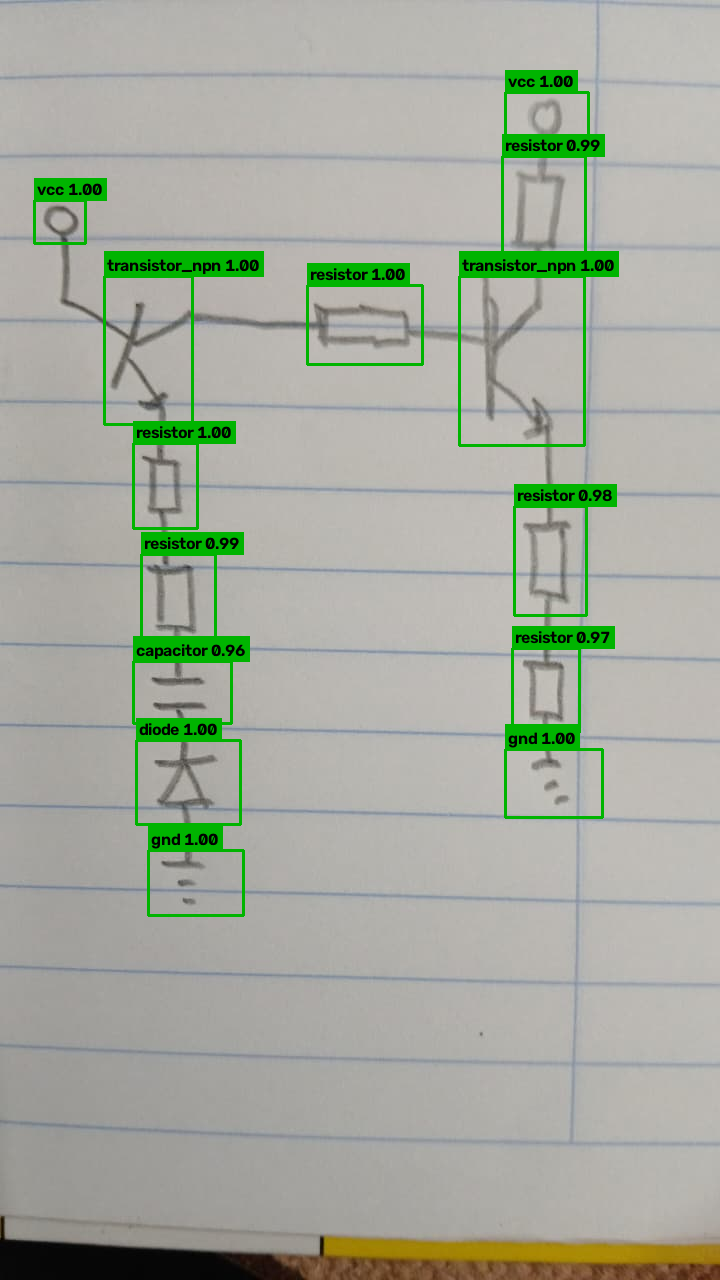 vcc 1.00
resistor 0.99
vcc 1.00
transistor_npn 1.00
resistor 1.00
transistor_npn 1.00
resistor 1.00
resistor 0.98
resistor 0.99
resistor 0.97
capacitor 0.96
diode 1.00
gnd 1.00
gnd 1.00